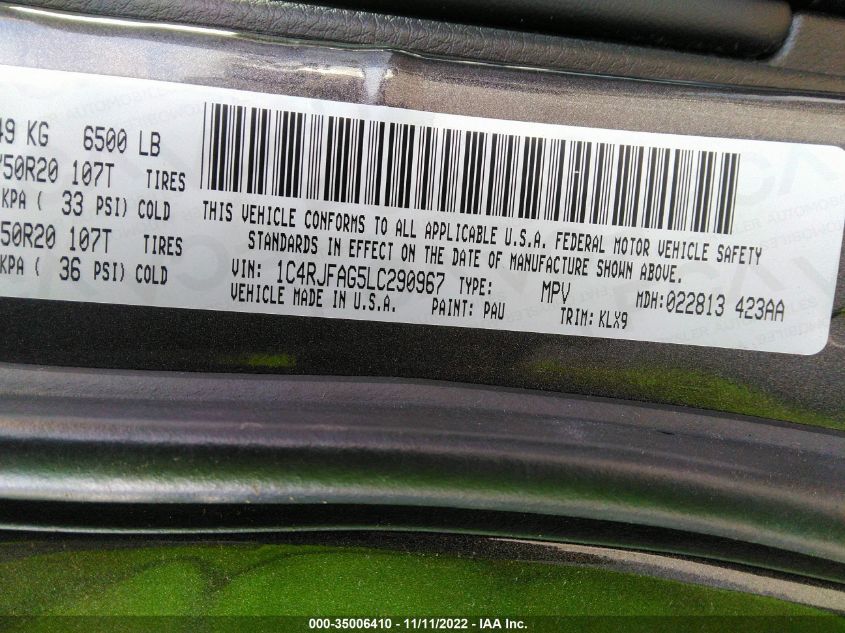 49 KG 6500 LB
50R20 107T TIRES
KPA ( 33 PSI) COLD
50R20 107T TIRES
KPA ( 36 PSI) COLD
THIS VEHICLE CONFORMS TO ALL APPLICABLE U.S.A. FEDERAL MOTOR VEHICLE SAFETY
STANDARDS IN EFFECT ON THE DATE OF MANUFACTURE SHOWN ABOVE.
VIN: 1C4RJFAG5LC290967 TYPE: MPV MDH:022813 423AA
VEHICLE MADE IN U.S.A. PAINT: PAU TRIM:KLX9
000-35006410 - 11/11/2022 - IAA Inc.